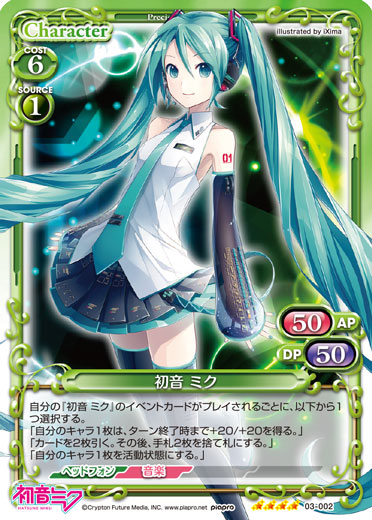 Preci
illustrated by iXima
Character
COST
6
SOURCE
1
01
50 AP
DP 50
初音 ミク
自分の『初音 ミク』のイベントカードがプレイされるごとに、以下から1
つ選択する。
「自分のキャラ1枚は、ターン終了時まで+20/+20を得る。」
「カードを2枚引く。その後、手札2枚を捨て札にする。」
「自分のキャラ1枚を活動状態にする。」
ヘッドフォン 音楽
初音ミク
HATSUNE MIKU
©Crypton Future Media, INC. www.piapro.net piapro
03-002